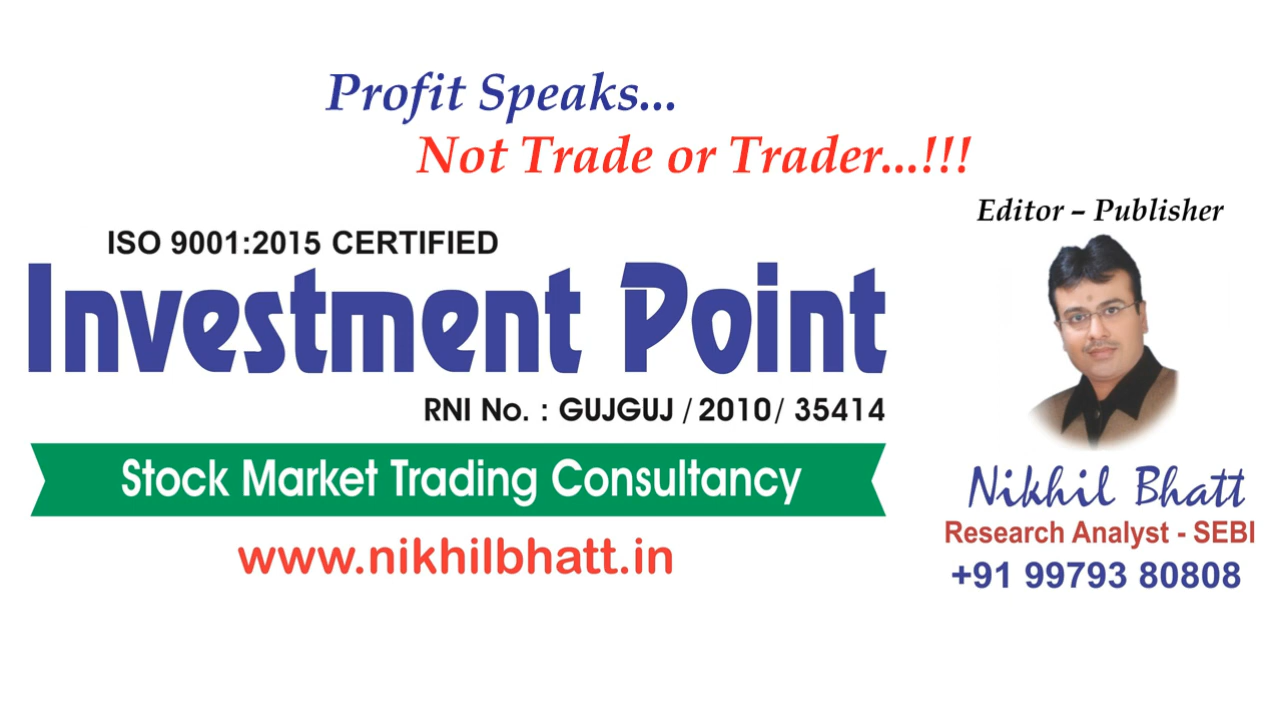 Profit Speaks...
Not Trade or Trader...!!!
Editor – Publisher
ISO 9001:2015 CERTIFIED
Investment Point
RNI No. : GUJGUJ / 2010 / 35414
Stock Market Trading Consultancy
www.nikhilbhatt.in
Nikhil Bhatt
Research Analyst - SEBI
+91 99793 80808